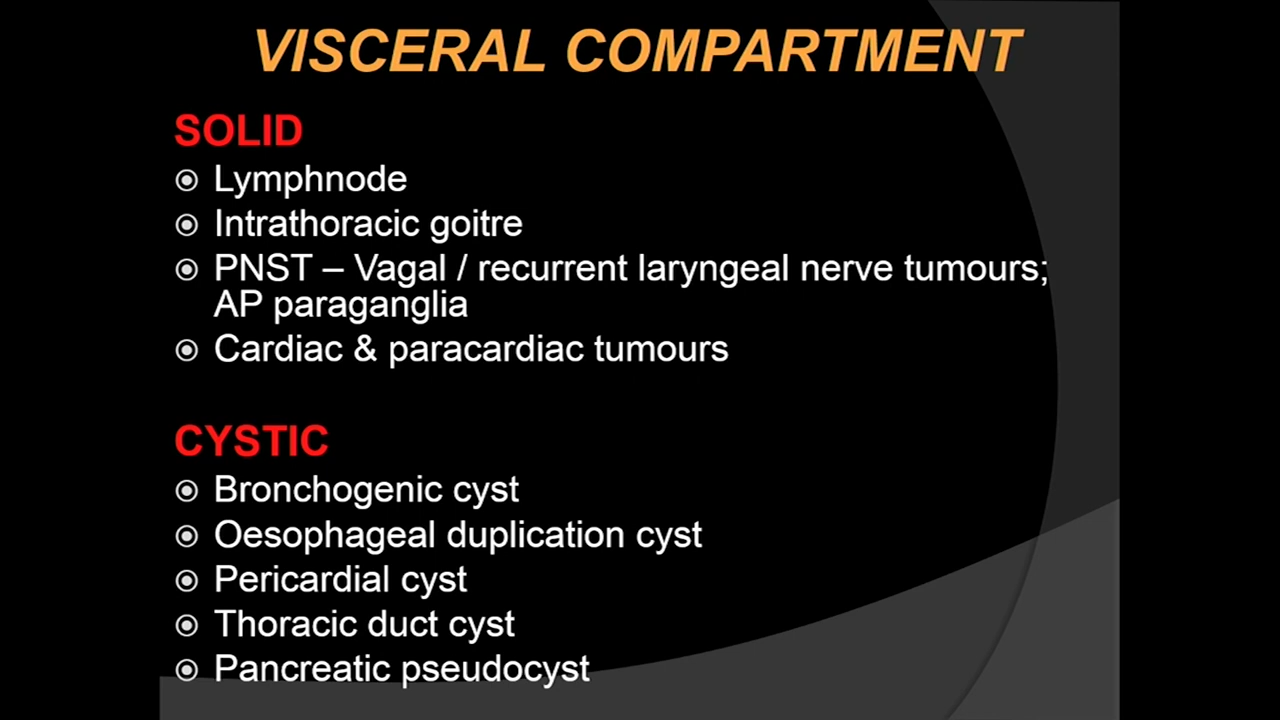 VISCERAL COMPARTMENT
SOLID
Lymphnode
Intrathoracic goitre
PNST – Vagal / recurrent laryngeal nerve tumours;
AP paraganglia
Cardiac & paracardiac tumours
CYSTIC
Bronchogenic cyst
Oesophageal duplication cyst
Pericardial cyst
Thoracic duct cyst
Pancreatic pseudocyst